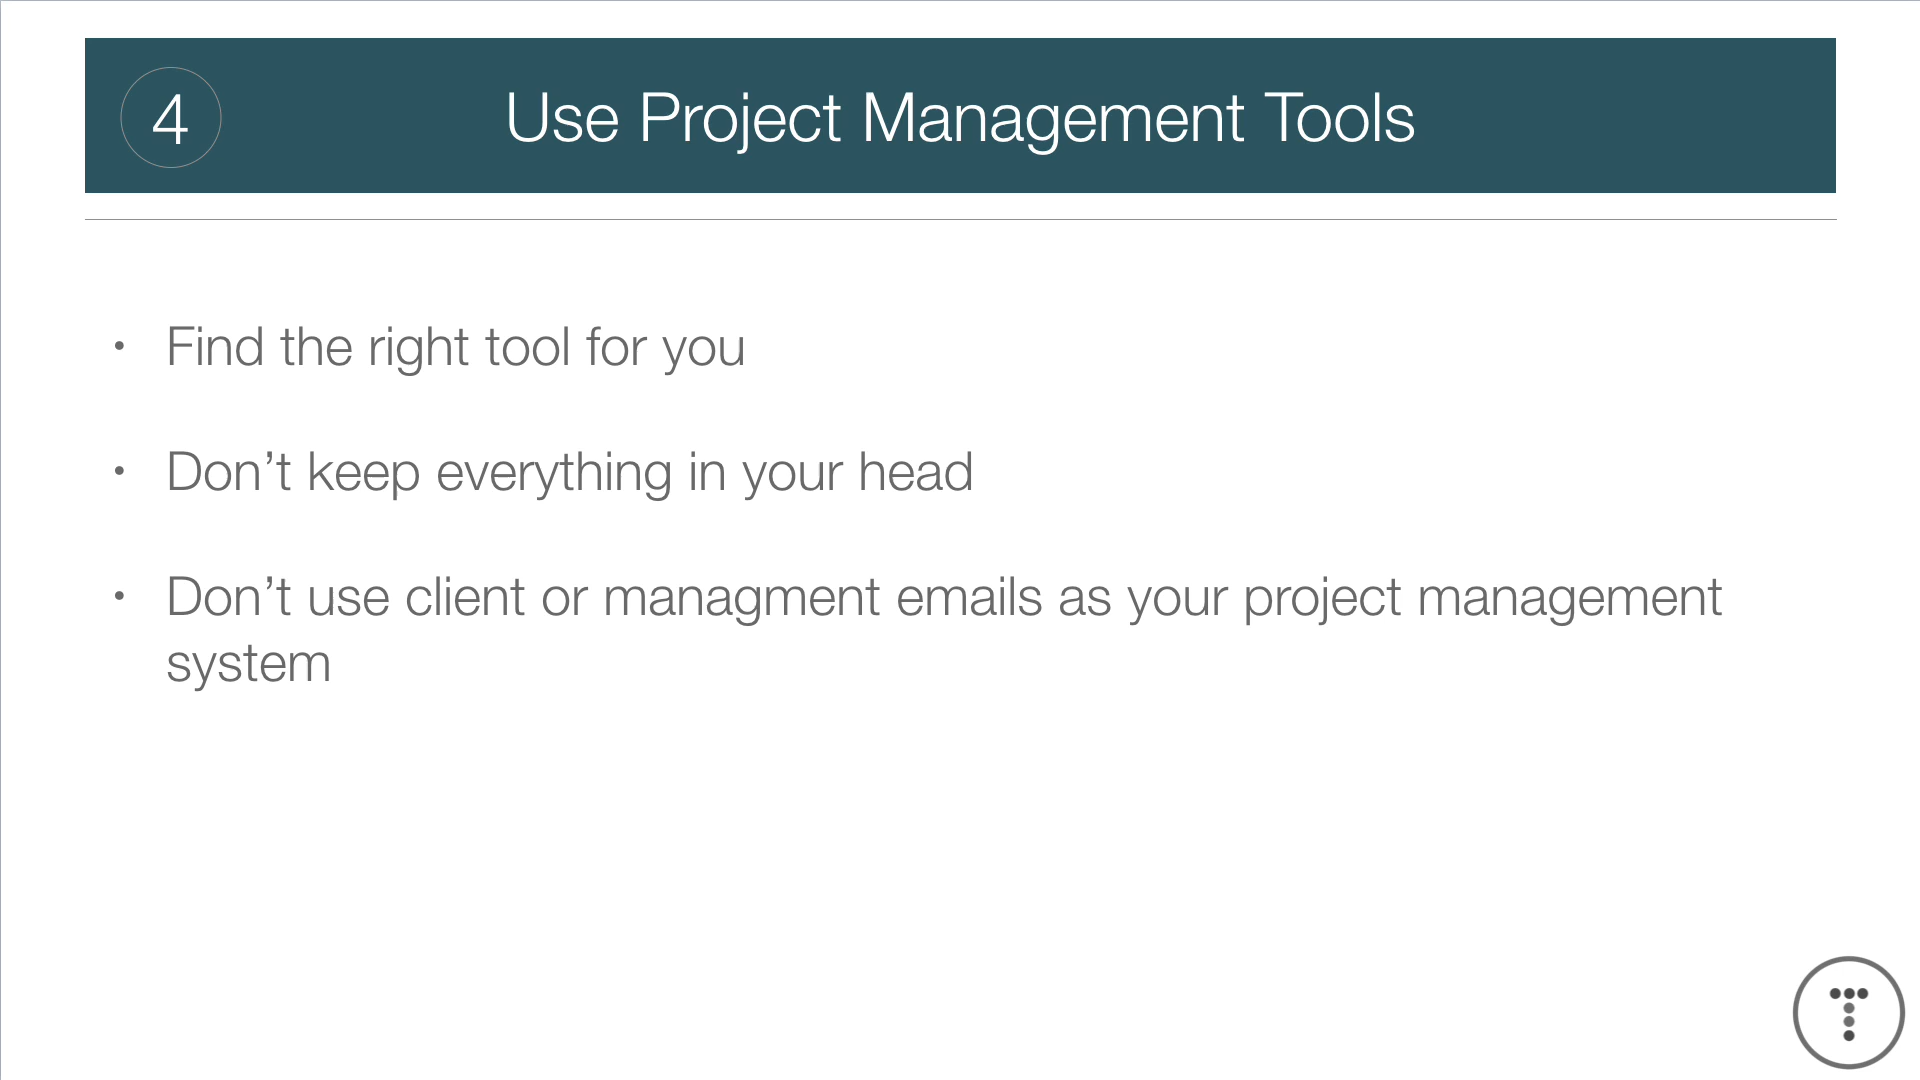 4
Use Project Management Tools
• Find the right tool for you
• Don’t keep everything in your head
• Don’t use client or managment emails as your project management
system
T